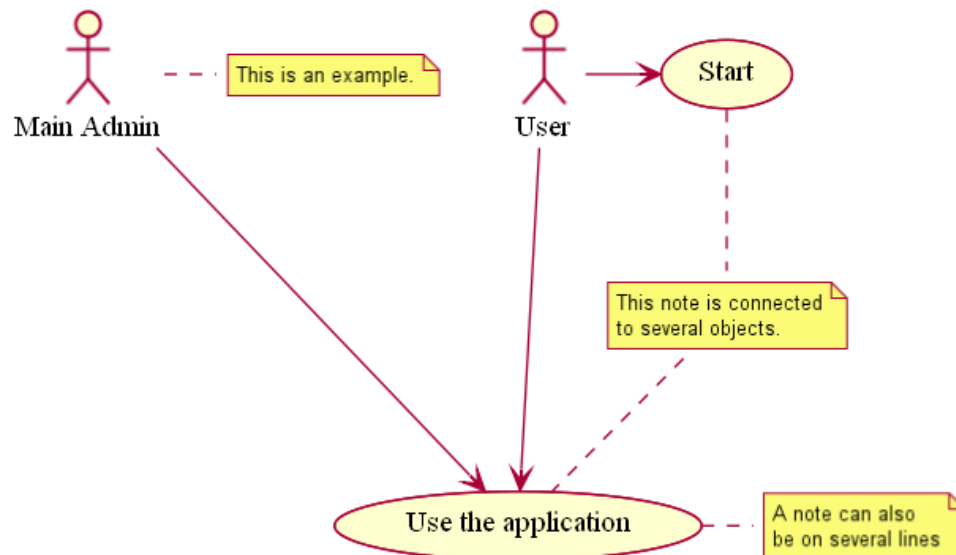 This is an example.
Start
Main Admin
User
This note is connected
to several objects.
Use the application
A note can also
be on several lines